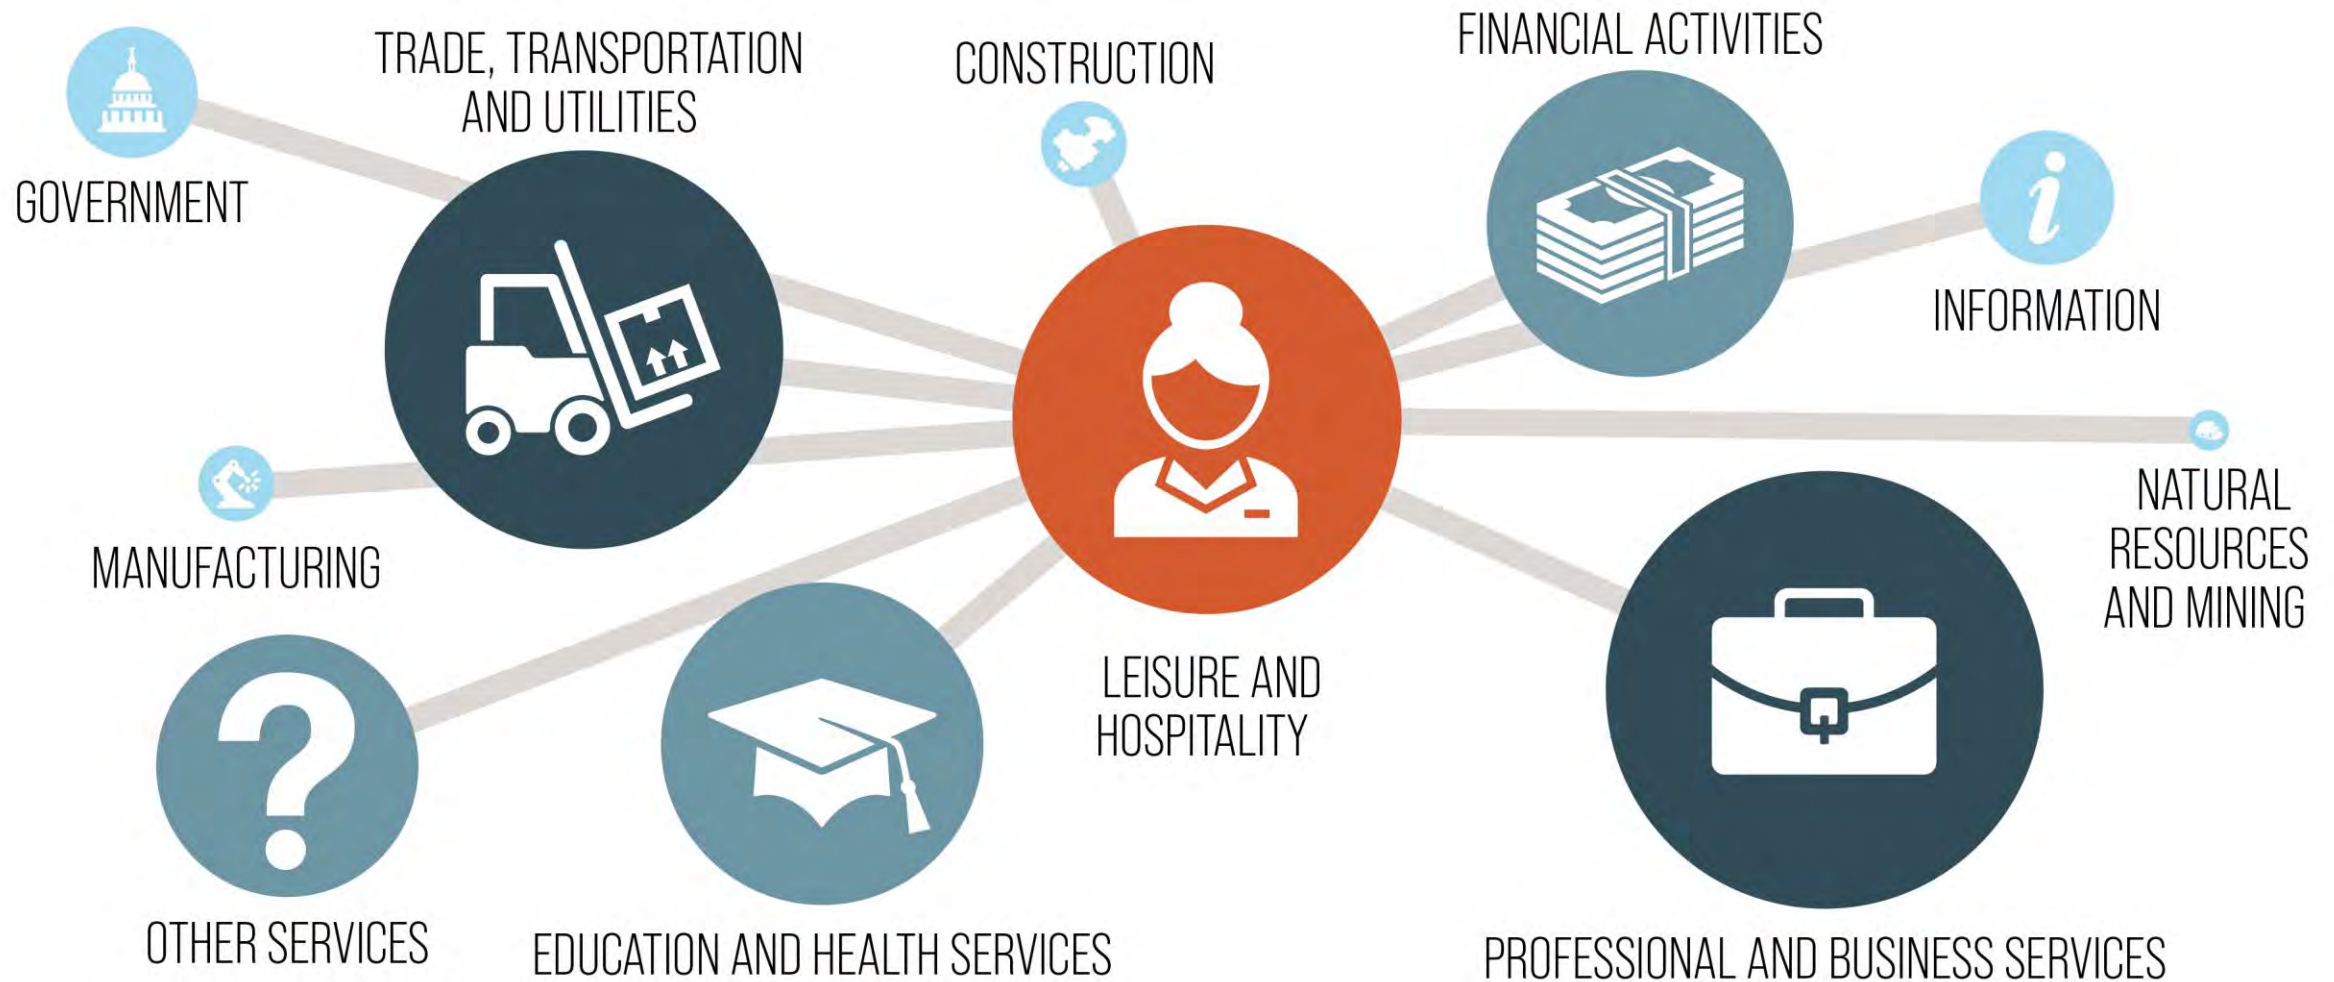 TRADE, TRANSPORTATION
AND UTILITIES
CONSTRUCTION
FINANCIAL ACTIVITIES
GOVERNMENT
INFORMATION
NATURAL
RESOURCES
AND MINING
MANUFACTURING
LEISURE AND
HOSPITALITY
OTHER SERVICES
EDUCATION AND HEALTH SERVICES
PROFESSIONAL AND BUSINESS SERVICES